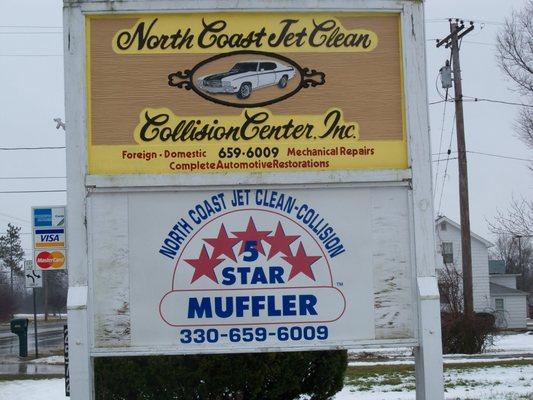 North Coast Jet Clean
Collision Center, Inc.
Foreign - Domestic 659-6009 Mechanical Repairs
Complete Automotive Restorations
NORTH COAST JET CLEAN-COLLISION
5
STAR
MUFFLER
TM
330-659-6009
VISA
MasterCard